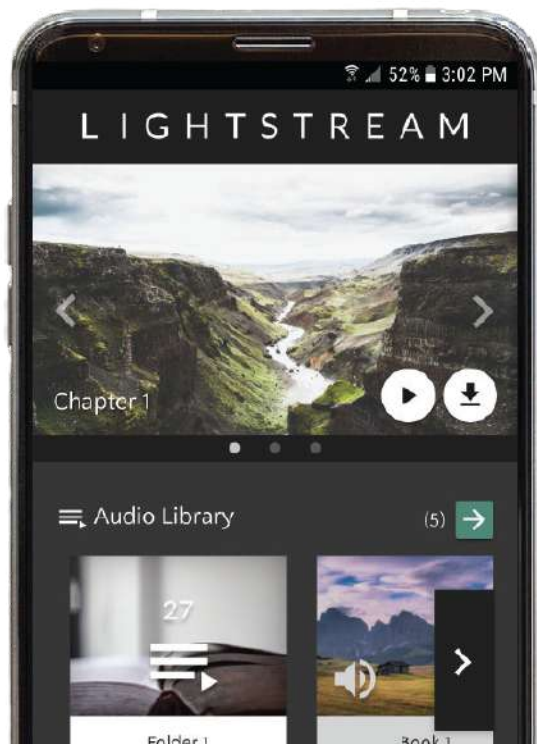 52% 3:02 PM
LIGHTSTREAM
Chapter 1
Audio Library (5)
27
Folder 1
Book 1